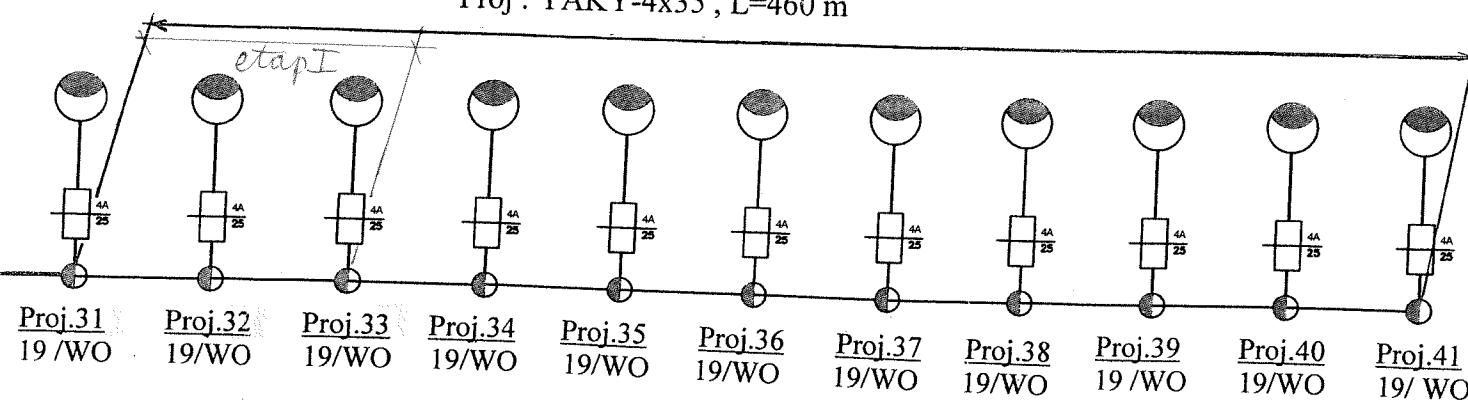 Proj : YAKY-4x35 , L=460 m
etap I
4A 4A 4A 4A 4A 4A 4A 4A 4A 4A 4A
25 25 25 25 25 25 25 25 25 25 25
Proj.31 Proj.32 Proj.33 Proj.34 Proj.35 Proj.36 Proj.37 Proj.38 Proj.39 Proj.40 Proj.41
19 /WO 19/WO 19/WO 19/WO 19/WO 19/WO 19/WO 19/WO 19 /WO 19/WO 19/ WO